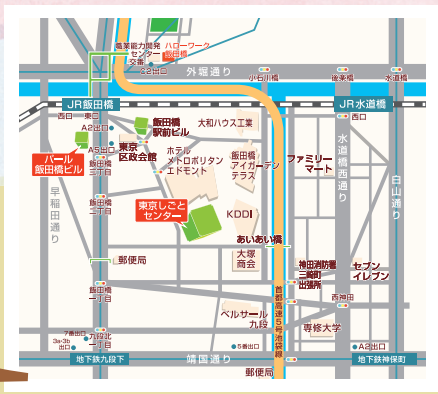 職業能力開発
センター
ハローワーク
飯田橋
交番
C2出口
外堀通り
小石川橋
後楽橋
水道橋
JR飯田橋
JR水道橋
西口
東口
西口
A2出口
飯田橋
駅前ビル
大和ハウス工業
A5出口
東京
区政会館
パール
飯田橋ビル
飯田橋
三丁目
ホテル
メトロポリタン
エドモント
飯田橋
アイガーデン
テラス
ファミリー
マート
水道橋西通り
白山通り
早稲田通り
飯田橋
二丁目
東京しごと
センター
KDDI
あいあい橋
郵便局
大塚
商会
神田消防署
三崎町
出張所
セブン
イレブン
飯田橋
一丁目
首都高速5号池袋線
西神田
ベルサール
九段
専修大学
7番出口
3a・3b
出口
九段北
一丁目
5番出口
A2出口
地下鉄九段下
靖国通り
地下鉄神保町
郵便局